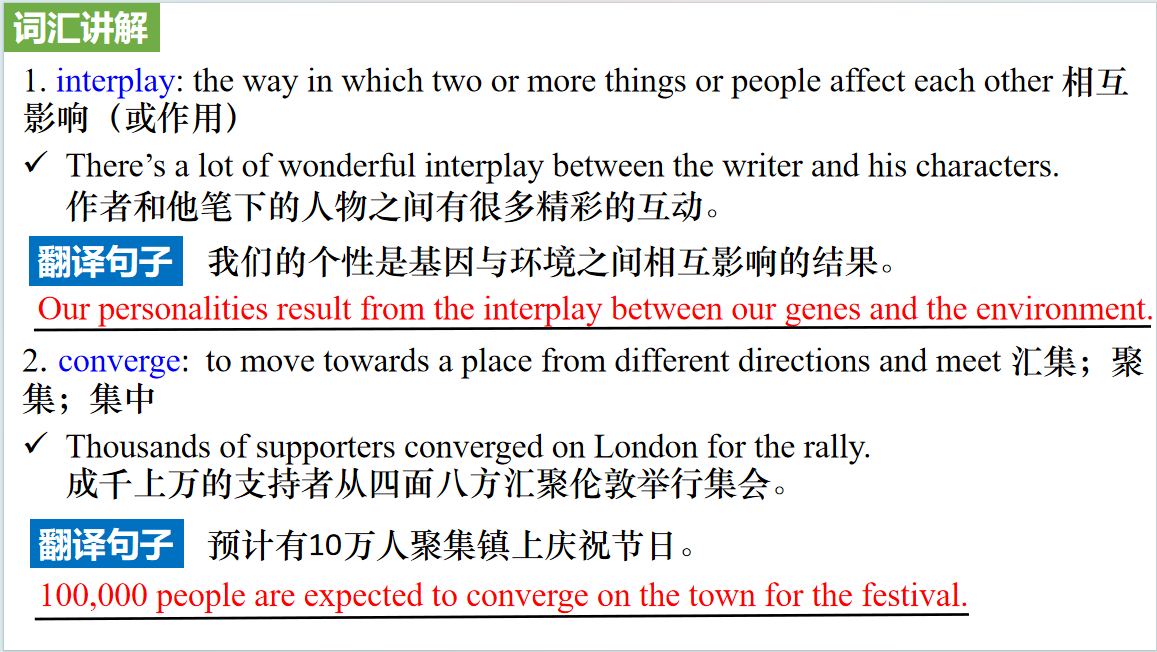 词汇讲解
1. interplay: the way in which two or more things or people affect each other 相互
影响（或作用）
✓ There’s a lot of wonderful interplay between the writer and his characters.
作者和他笔下的人物之间有很多精彩的互动。
翻译句子 我们的个性是基因与环境之间相互影响的结果。
Our personalities result from the interplay between our genes and the environment.
2. converge: to move towards a place from different directions and meet 汇集；聚
集；集中
✓ Thousands of supporters converged on London for the rally.
成千上万的支持者从四面八方汇聚伦敦举行集会。
翻译句子 预计有10万人聚集镇上庆祝节日。
100,000 people are expected to converge on the town for the festival.